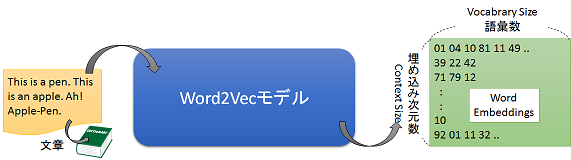 This is a pen. This
is an apple. Ah!
Apple-Pen.
文章
DICTIONARY
Word2Vecモデル
Vocabrary Size
語彙数
埋め込み次元数
Context Size
01 04 10 81 11 49 ..
39 22 42
71 79 12
:
:
10
92 01 11 32 ..
Word
Embeddings